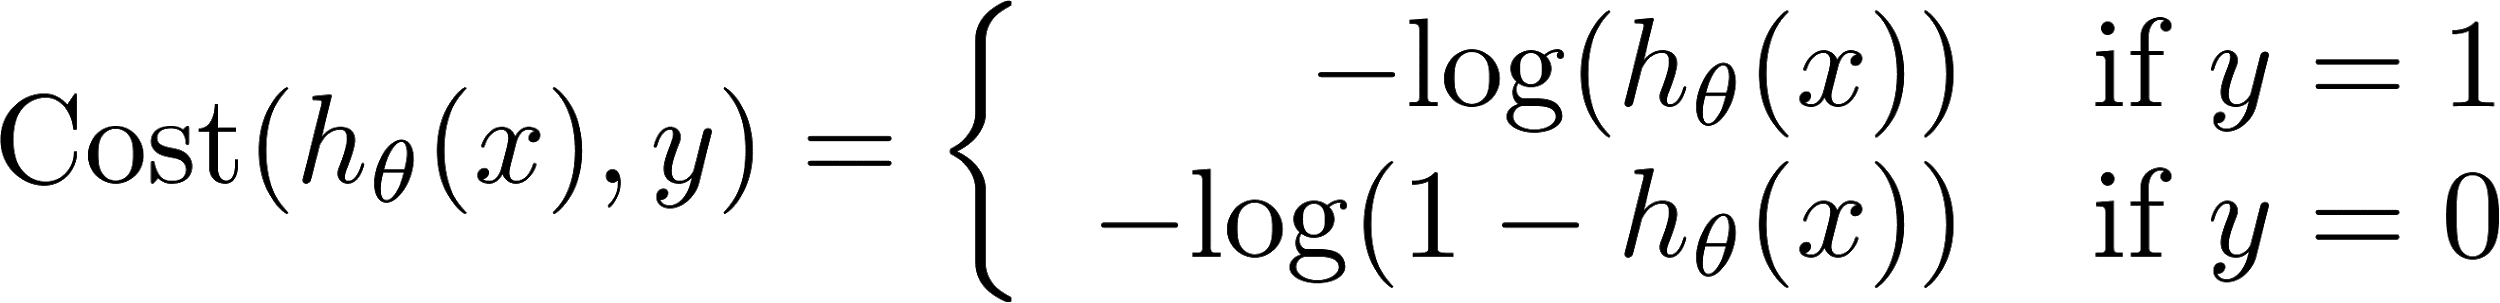 Cost(h_θ(x), y) = { −log(h_θ(x)) if y = 1
−log(1 − h_θ(x)) if y = 0